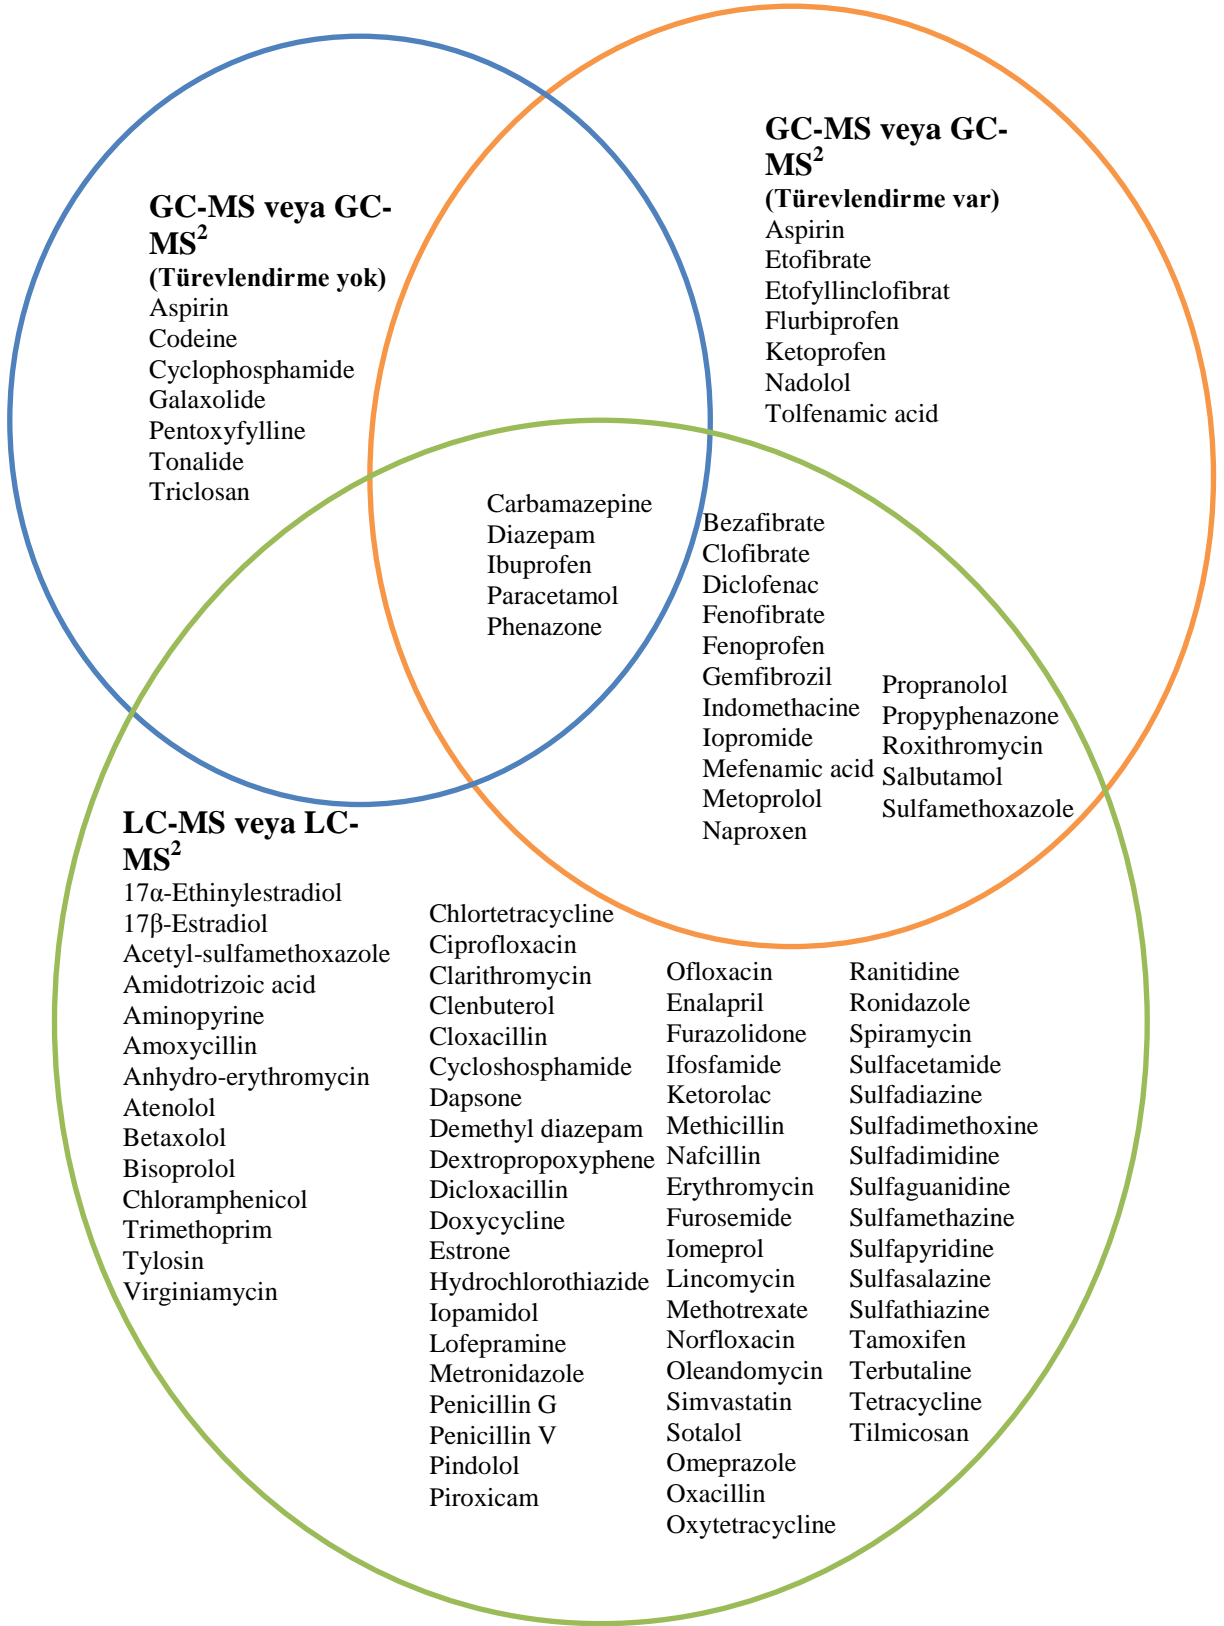 GC-MS veya GC-
MS²
(Türevlendirme yok)
Aspirin
Codeine
Cyclophosphamide
Galaxolide
Pentoxyfylline
Tonalide
Triclosan
GC-MS veya GC-
MS²
(Türevlendirme var)
Aspirin
Etofibrate
Etofyllinclofibrat
Flurbiprofen
Ketoprofen
Nadolol
Tolfenamic acid
Carbamazepine
Diazepam
Ibuprofen
Paracetamol
Phenazone
Bezafibrate
Clofibrate
Diclofenac
Fenofibrate
Fenoprofen
Gemfibrozil
Indomethacine
Iopromide
Mefenamic acid
Metoprolol
Naproxen
Propranolol
Propyphenazone
Roxithromycin
Salbutamol
Sulfamethoxazole
LC-MS veya LC-
MS²
17α-Ethinylestradiol
17β-Estradiol
Acetyl-sulfamethoxazole
Amidotrizoic acid
Aminopyrine
Amoxycillin
Anhydro-erythromycin
Atenolol
Betaxolol
Bisoprolol
Chloramphenicol
Trimethoprim
Tylosin
Virginiamycin
Chlortetracycline
Ciprofloxacin
Clarithromycin
Clenbuterol
Cloxacillin
Cycloshosphamide
Dapsone
Demethyl diazepam
Dextropropoxyphene
Dicloxacillin
Doxycycline
Estrone
Hydrochlorothiazide
Iopamidol
Lofepramine
Metronidazole
Penicillin G
Penicillin V
Pindolol
Piroxicam
Ofloxacin
Enalapril
Furazolidone
Ifosfamide
Ketorolac
Methicillin
Nafcillin
Erythromycin
Furosemide
Iomeprol
Lincomycin
Methotrexate
Norfloxacin
Oleandomycin
Simvastatin
Sotalol
Omeprazole
Oxacillin
Oxytetracycline
Ranitidine
Ronidazole
Spiramycin
Sulfacetamide
Sulfadiazine
Sulfadimethoxine
Sulfadimidine
Sulfaguanidine
Sulfamethazine
Sulfapyridine
Sulfasalazine
Sulfathiazine
Tamoxifen
Terbutaline
Tetracycline
Tilmicosan